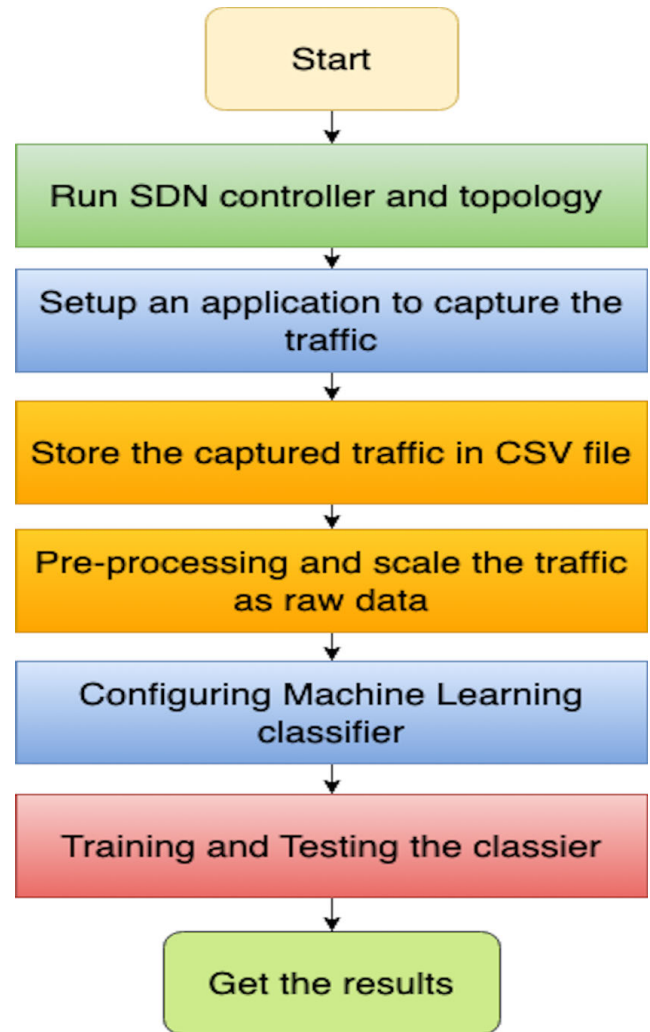 Start
Run SDN controller and topology
Setup an application to capture the
traffic
Store the captured traffic in CSV file
Pre-processing and scale the traffic
as raw data
Configuring Machine Learning
classifier
Training and Testing the classier
Get the results